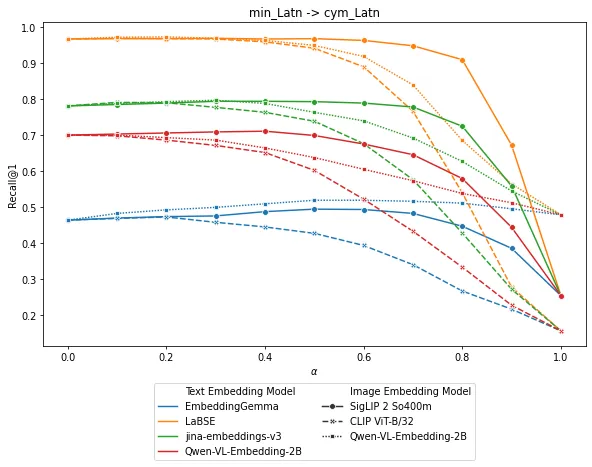 min_Latn -> cym_Latn
Recall@1
1.0
0.9
0.8
0.7
0.6
0.5
0.4
0.3
0.2
0.0 0.2 0.4 0.6 0.8 1.0
α
Text Embedding Model
EmbeddingGemma
LaBSE
jina-embeddings-v3
Qwen-VL-Embedding-2B
Image Embedding Model
SigLIP 2 So400m
CLIP ViT-B/32
Qwen-VL-Embedding-2B